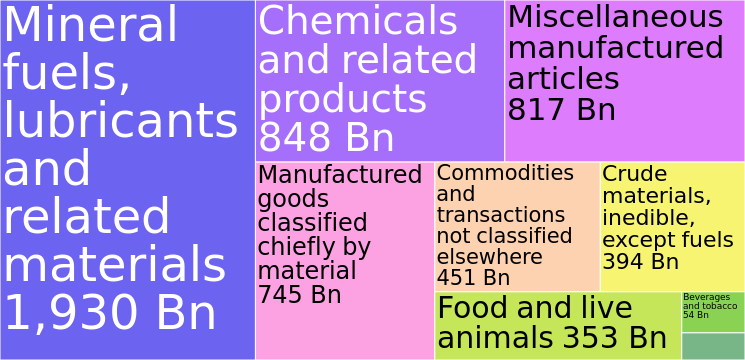 Mineral
fuels,
lubricants
and
related
materials
1,930 Bn
Chemicals
and related
products
848 Bn
Miscellaneous
manufactured
articles
817 Bn
Manufactured
goods
classified
chiefly by
material
745 Bn
Commodities
and
transactions
not classified
elsewhere
451 Bn
Crude
materials,
inedible,
except fuels
394 Bn
Food and live
animals 353 Bn
Beverages
and tobacco
54 Bn